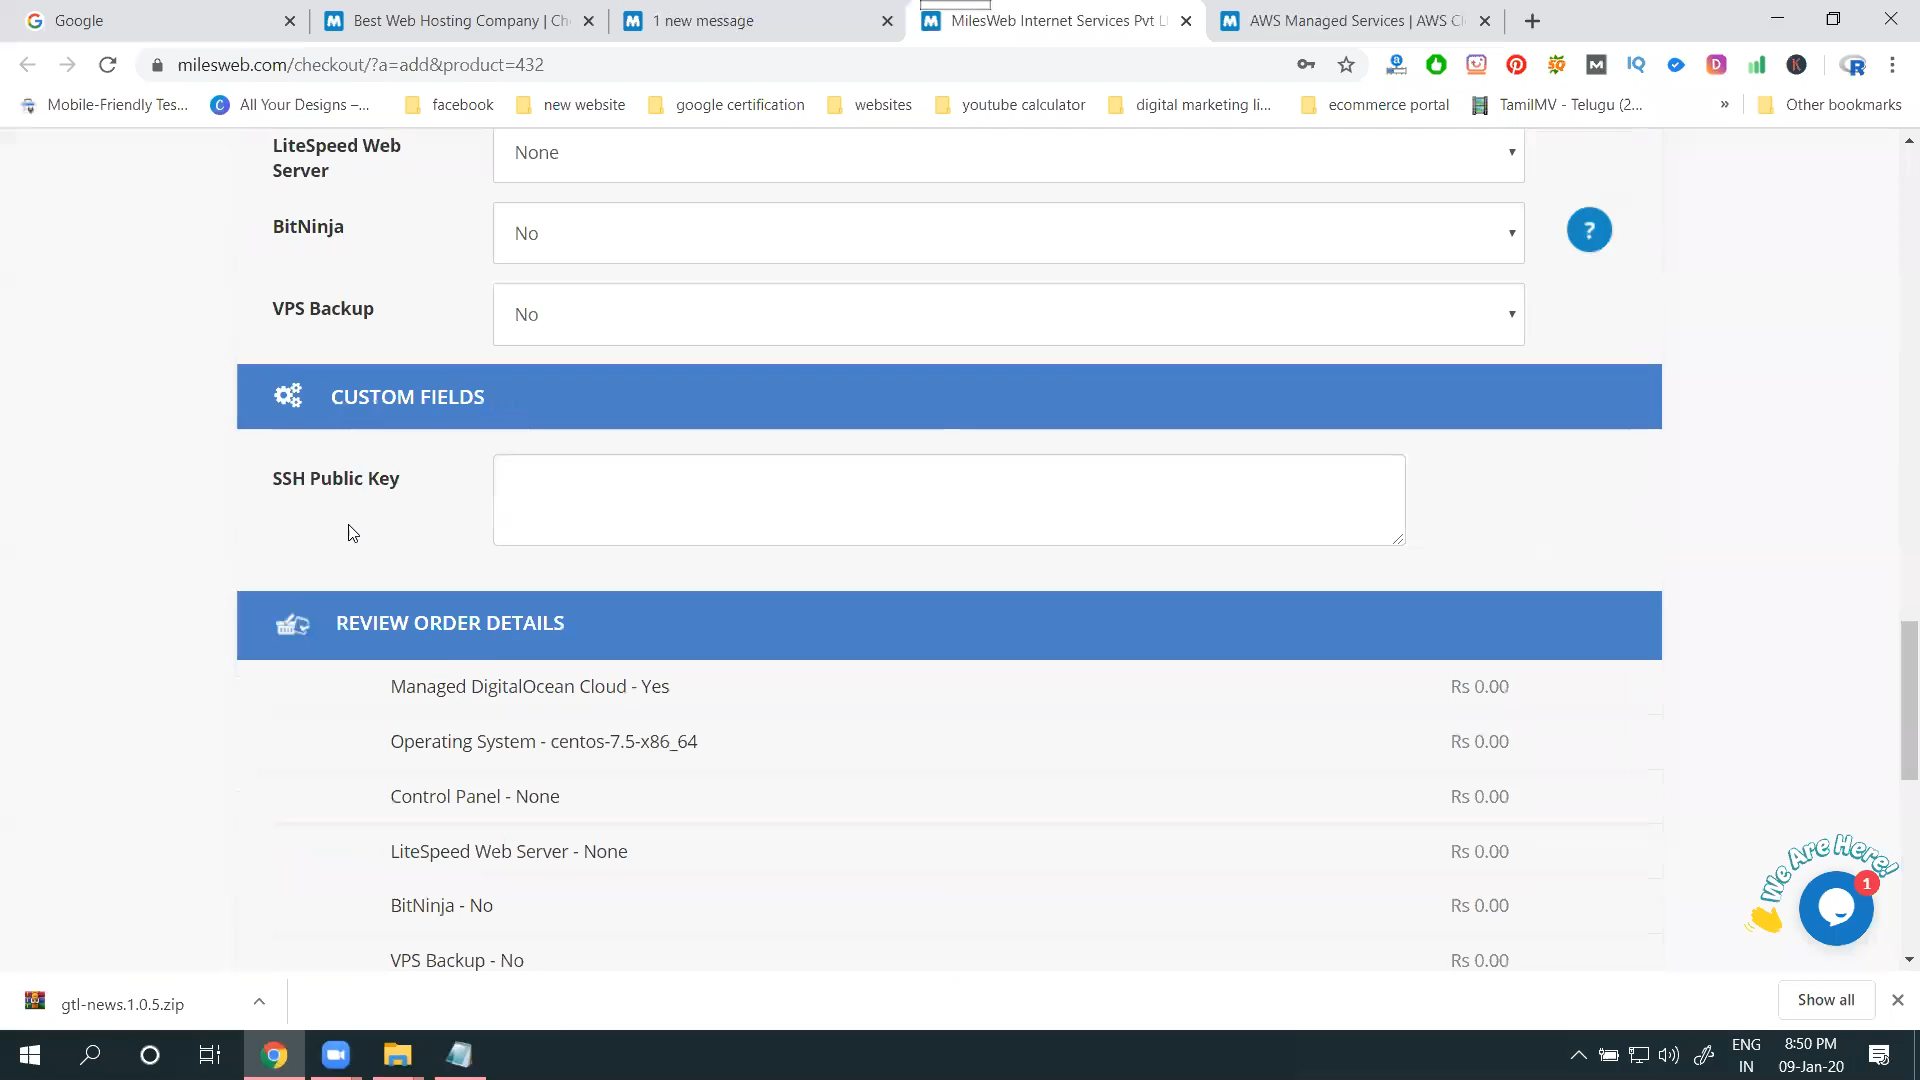 Google
Best Web Hosting Company | Ch
1 new message
MilesWeb Internet Services Pvt L
AWS Managed Services | AWS Cl
milesweb.com/checkout/?a=add&product=432
Mobile-Friendly Tes...
All Your Designs –...
facebook
new website
google certification
websites
youtube calculator
digital marketing li...
ecommerce portal
TamilMV - Telugu (2...
»
Other bookmarks
LiteSpeed Web
Server
None
BitNinja
No
?
VPS Backup
No
CUSTOM FIELDS
SSH Public Key
REVIEW ORDER DETAILS
Managed DigitalOcean Cloud - Yes
Rs 0.00
Operating System - centos-7.5-x86_64
Rs 0.00
Control Panel - None
Rs 0.00
LiteSpeed Web Server - None
Rs 0.00
BitNinja - No
Rs 0.00
VPS Backup - No
Rs 0.00
We Are Here!
1
gtl-news.1.0.5.zip
Show all
ENG
IN
8:50 PM
09-Jan-20